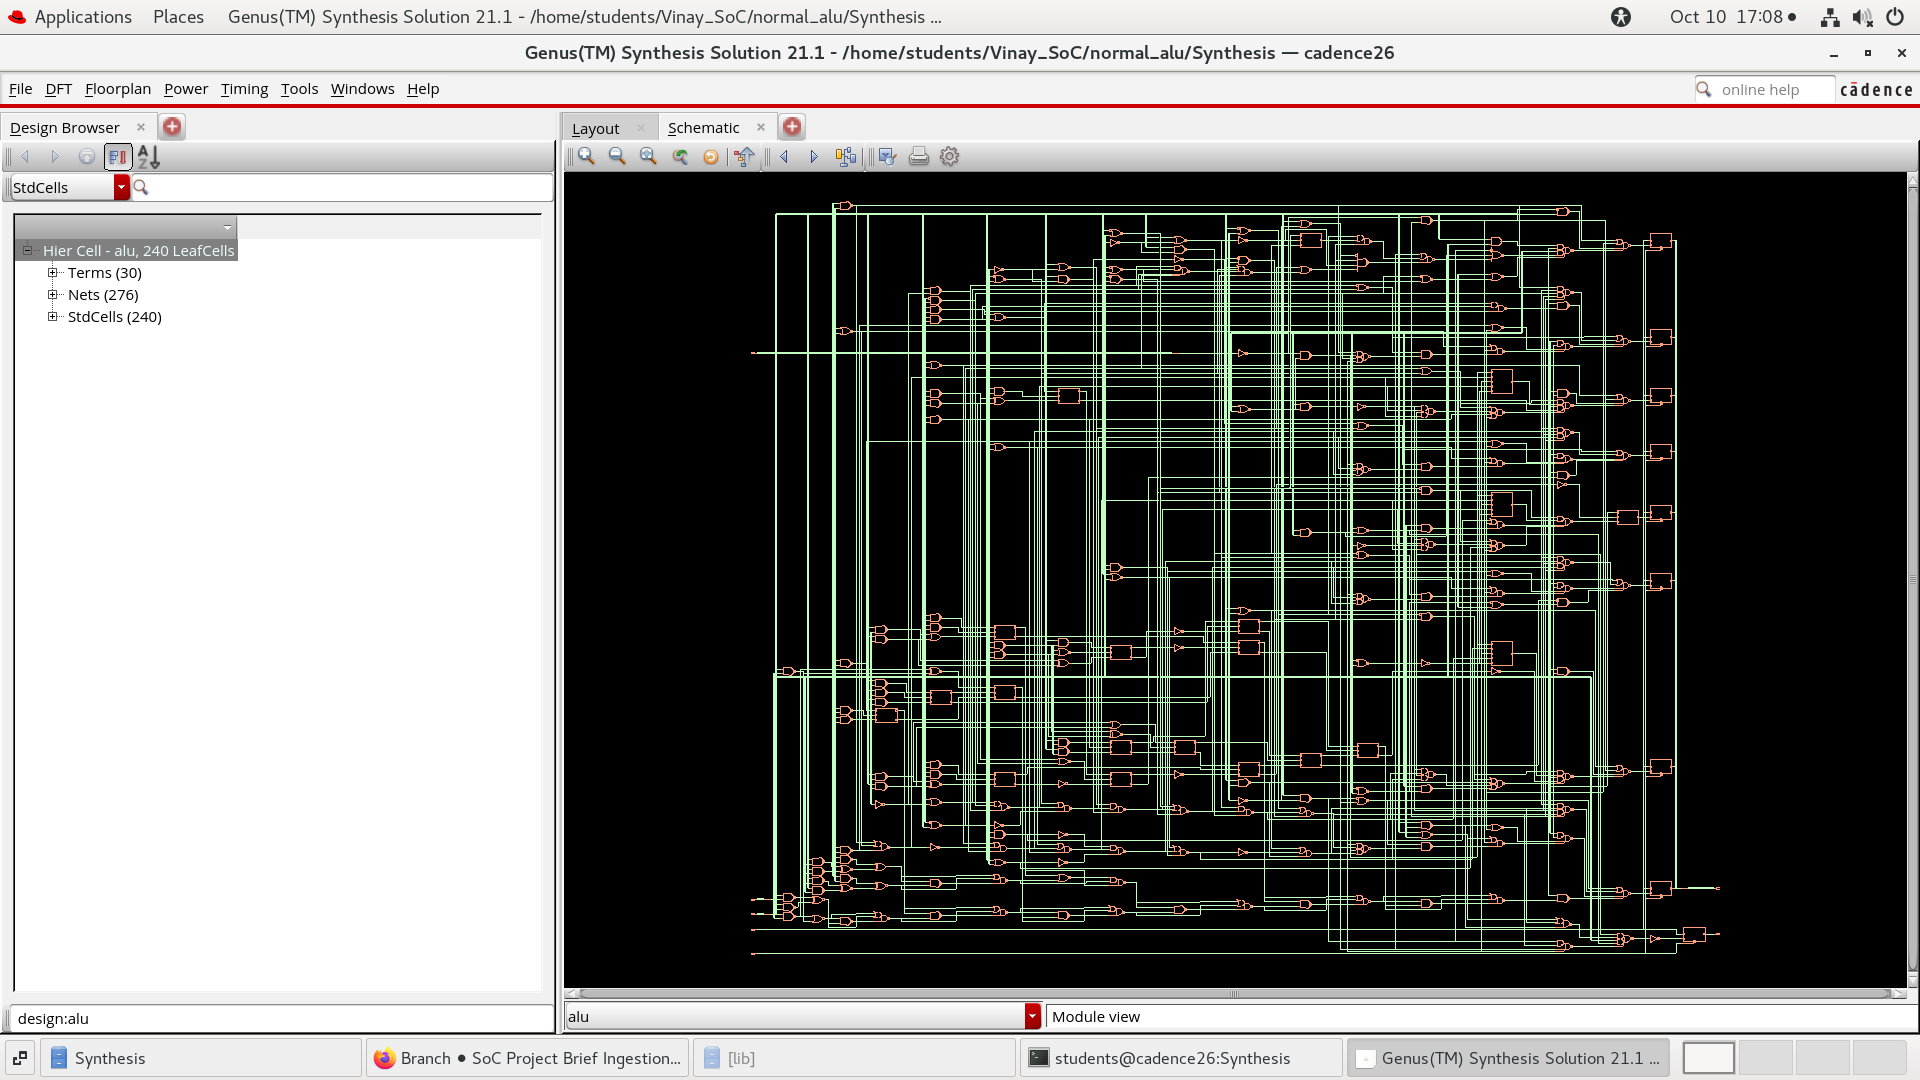 Applications Places Genus(TM) Synthesis Solution 21.1 - /home/students/Vinay_SoC/normal_alu/Synthesis ... Oct 10 17:08
Genus(TM) Synthesis Solution 21.1 - /home/students/Vinay_SoC/normal_alu/Synthesis — cadence26
File DFT Floorplan Power Timing Tools Windows Help online help cādence
Design Browser
Layout Schematic
StdCells
Hier Cell - alu, 240 LeafCells
Terms (30)
Nets (276)
StdCells (240)
design:alu
alu Module view
Synthesis Branch ● SoC Project Brief Ingestion... [lib] students@cadence26:Synthesis Genus(TM) Synthesis Solution 21.1 ...